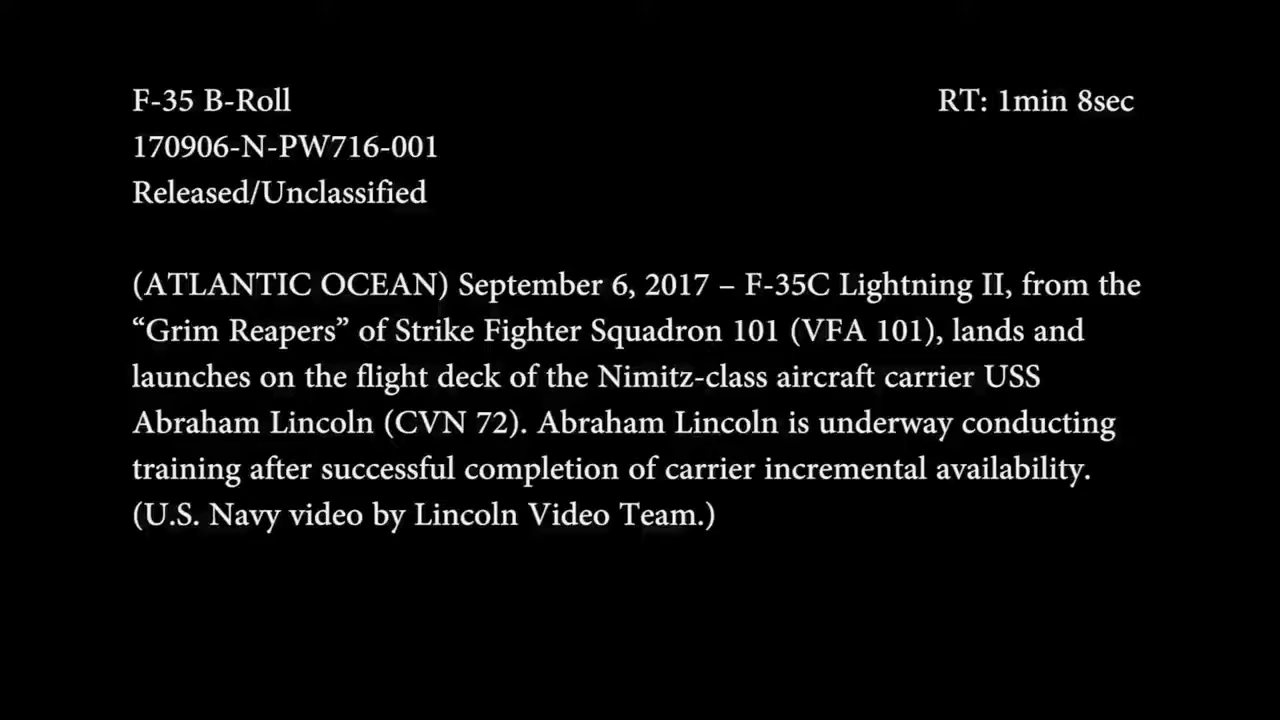 F-35 B-Roll
RT: 1min 8sec
170906-N-PW716-001
Released/Unclassified
(ATLANTIC OCEAN) September 6, 2017 – F-35C Lightning II, from the
“Grim Reapers” of Strike Fighter Squadron 101 (VFA 101), lands and
launches on the flight deck of the Nimitz-class aircraft carrier USS
Abraham Lincoln (CVN 72). Abraham Lincoln is underway conducting
training after successful completion of carrier incremental availability.
(U.S. Navy video by Lincoln Video Team.)